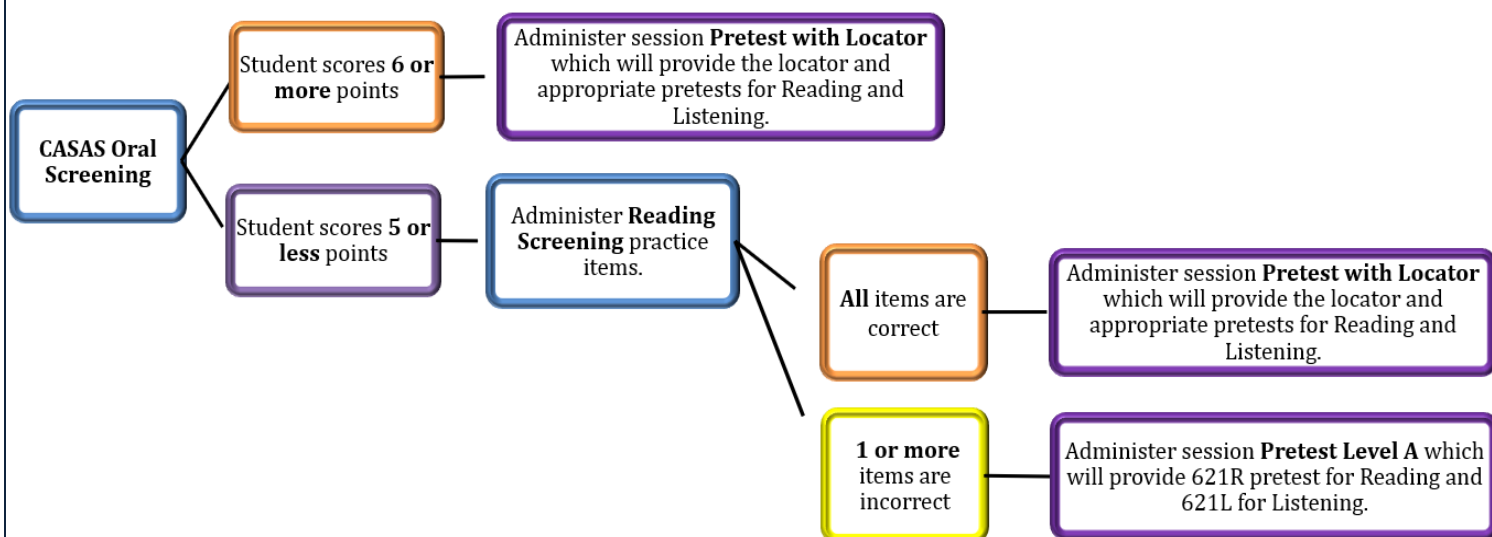 Student scores 6 or
more points
Administer session Pretest with Locator
which will provide the locator and
appropriate pretests for Reading and
Listening.
CASAS Oral
Screening
Student scores 5 or
less points
Administer Reading
Screening practice
items.
All items are
correct
Administer session Pretest with Locator
which will provide the locator and
appropriate pretests for Reading and
Listening.
1 or more
items are
incorrect
Administer session Pretest Level A which
will provide 621R pretest for Reading and
621L for Listening.